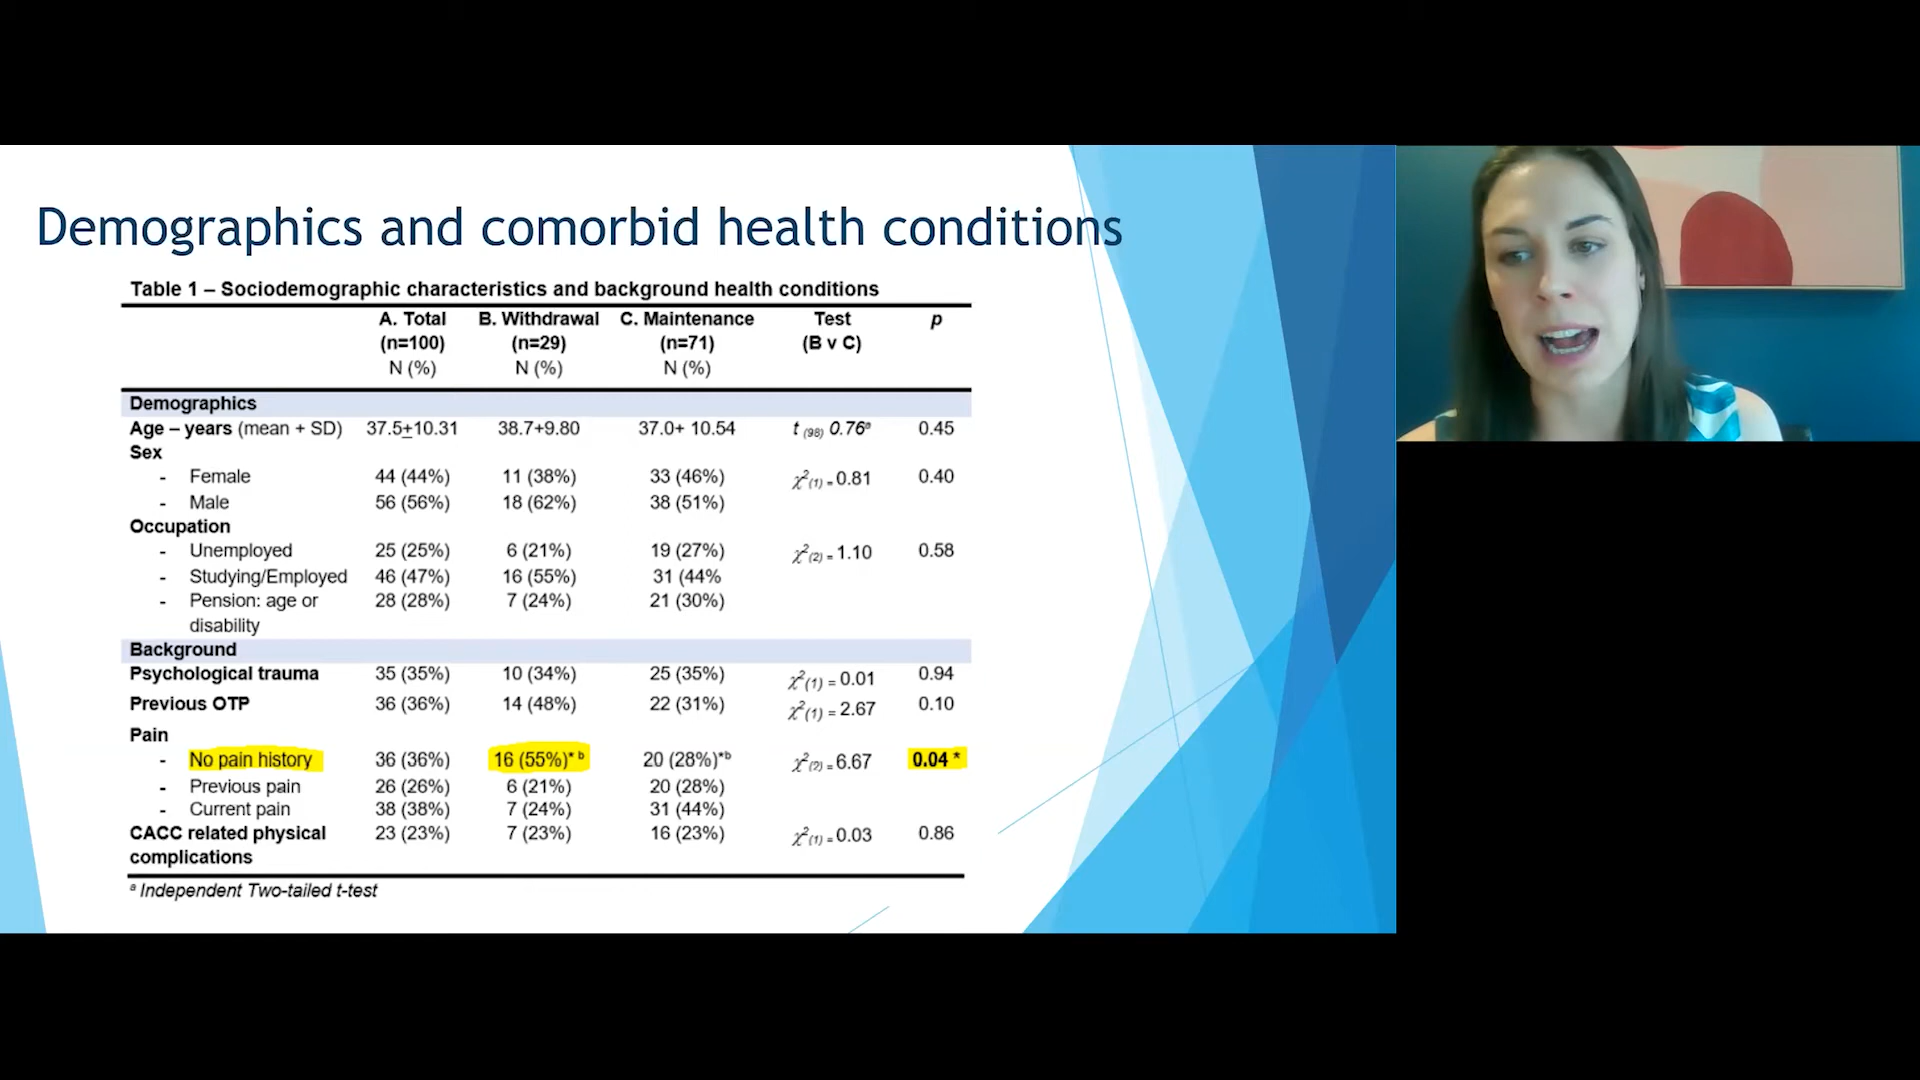 Demographics and comorbid health conditions
Table 1 – Sociodemographic characteristics and background health conditions
A. Total B. Withdrawal C. Maintenance Test p
(n=100) (n=29) (n=71) (B v C)
N (%) N (%) N (%)
Demographics
Age – years (mean + SD) 37.5±10.31 38.7+9.80 37.0+ 10.54 t (98) 0.76ᵃ 0.45
Sex
- Female 44 (44%) 11 (38%) 33 (46%) χ²(1) = 0.81 0.40
- Male 56 (56%) 18 (62%) 38 (51%)
Occupation
- Unemployed 25 (25%) 6 (21%) 19 (27%) χ²(2) = 1.10 0.58
- Studying/Employed 46 (47%) 16 (55%) 31 (44%
- Pension: age or 28 (28%) 7 (24%) 21 (30%)
disability
Background
Psychological trauma 35 (35%) 10 (34%) 25 (35%) χ²(1) = 0.01 0.94
Previous OTP 36 (36%) 14 (48%) 22 (31%) χ²(1) = 2.67 0.10
Pain
- No pain history 36 (36%) 16 (55%)* ᵇ 20 (28%)*ᵇ χ²(2) = 6.67 0.04 *
- Previous pain 26 (26%) 6 (21%) 20 (28%)
- Current pain 38 (38%) 7 (24%) 31 (44%)
CACC related physical 23 (23%) 7 (23%) 16 (23%) χ²(1) = 0.03 0.86
complications
ᵃ Independent Two-tailed t-test